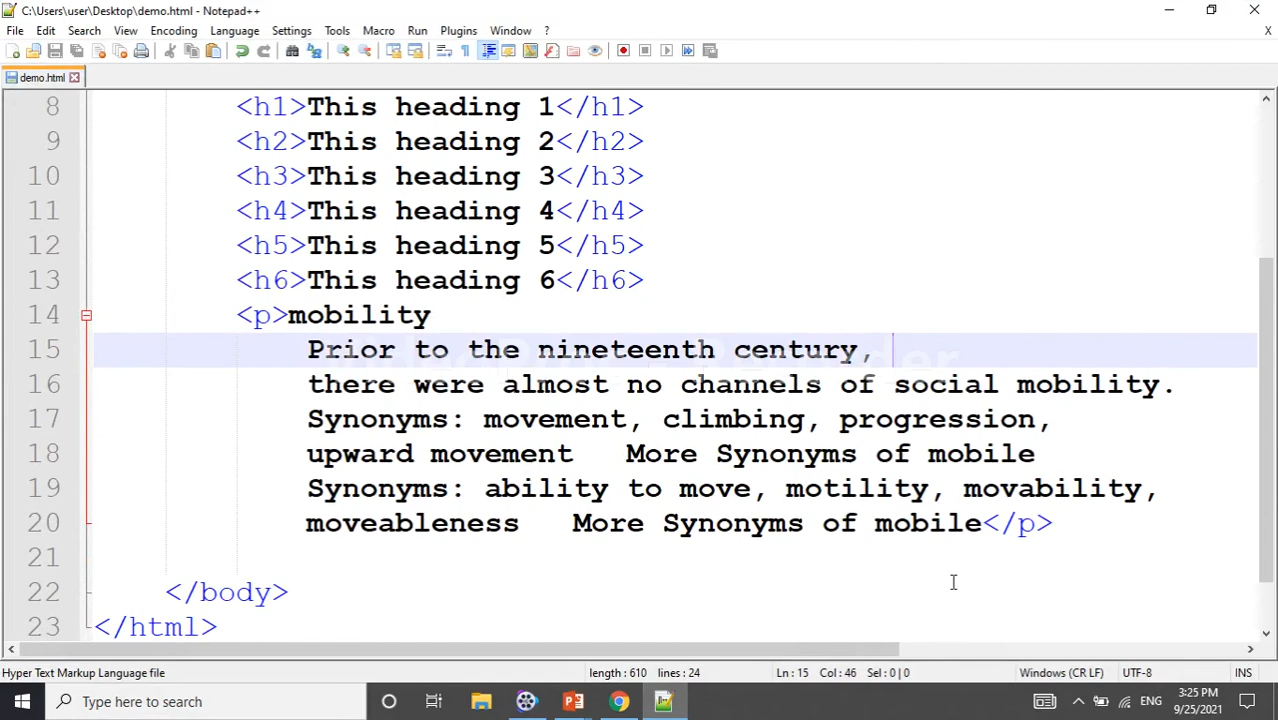 C:\Users\user\Desktop\demo.html - Notepad++
File Edit Search View Encoding Language Settings Tools Macro Run Plugins Window ? X
demo.html
8 <h1>This heading 1</h1>
9 <h2>This heading 2</h2>
10 <h3>This heading 3</h3>
11 <h4>This heading 4</h4>
12 <h5>This heading 5</h5>
13 <h6>This heading 6</h6>
14 <p>mobility
15 Prior to the nineteenth century,
16 there were almost no channels of social mobility.
17 Synonyms: movement, climbing, progression,
18 upward movement   More Synonyms of mobile
19 Synonyms: ability to move, motility, movability,
20 moveableness   More Synonyms of mobile</p>
21
22 </body>
23 </html>
Hyper Text Markup Language file length : 610 lines : 24 Ln : 15 Col : 46 Sel : 0 | 0 Windows (CR LF) UTF-8 INS
Type here to search ENG 3:25 PM
9/25/2021